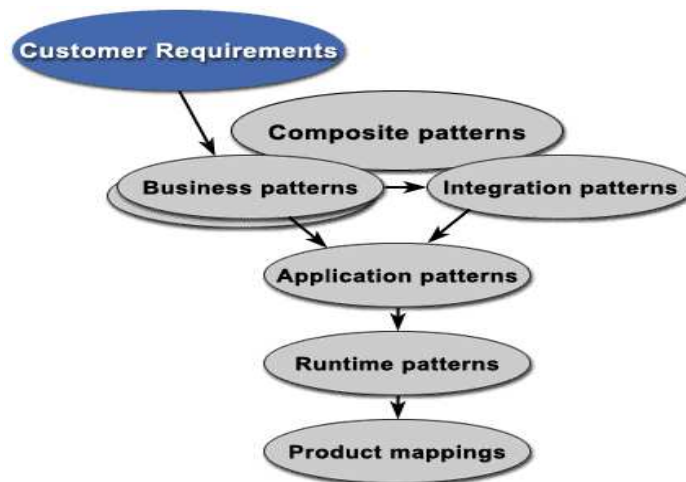 Customer Requirements
Composite patterns
Business patterns
Integration patterns
Application patterns
Runtime patterns
Product mappings